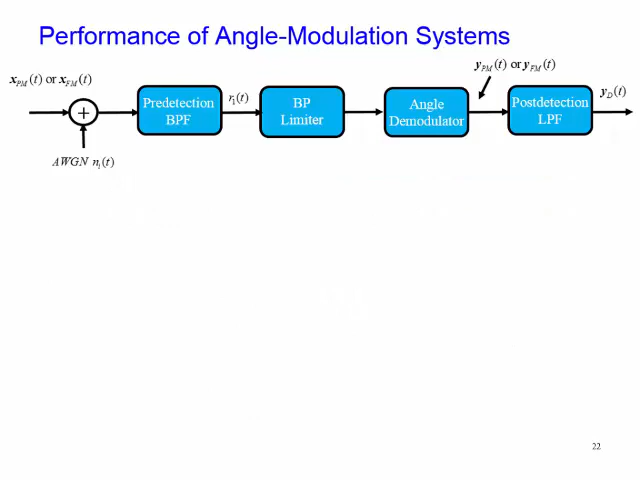 Performance of Angle-Modulation Systems
x_PM(t) or x_FM(t)
y_PM(t) or y_FM(t)
r₁(t)
y_D(t)
+
Predetection
BPF
BP
Limiter
Angle
Demodulator
Postdetection
LPF
AWGN n₁(t)
22